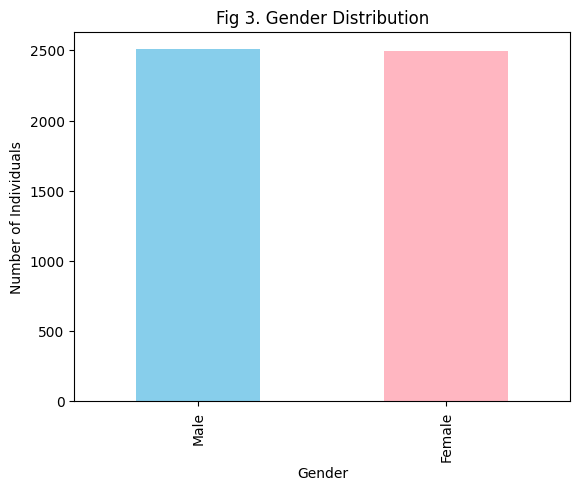 Fig 3. Gender Distribution
Number of Individuals
2500
2000
1500
1000
500
0
Male
Female
Gender